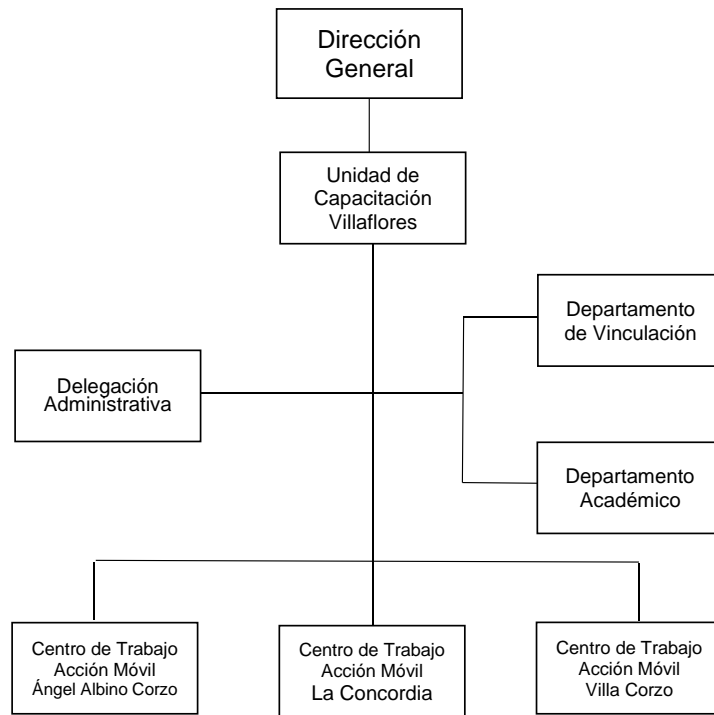 Dirección
General
Unidad de
Capacitación
Villaflores
Departamento
de Vinculación
Delegación
Administrativa
Departamento
Académico
Centro de Trabajo
Acción Móvil
Ángel Albino Corzo
Centro de Trabajo
Acción Móvil
La Concordia
Centro de Trabajo
Acción Móvil
Villa Corzo